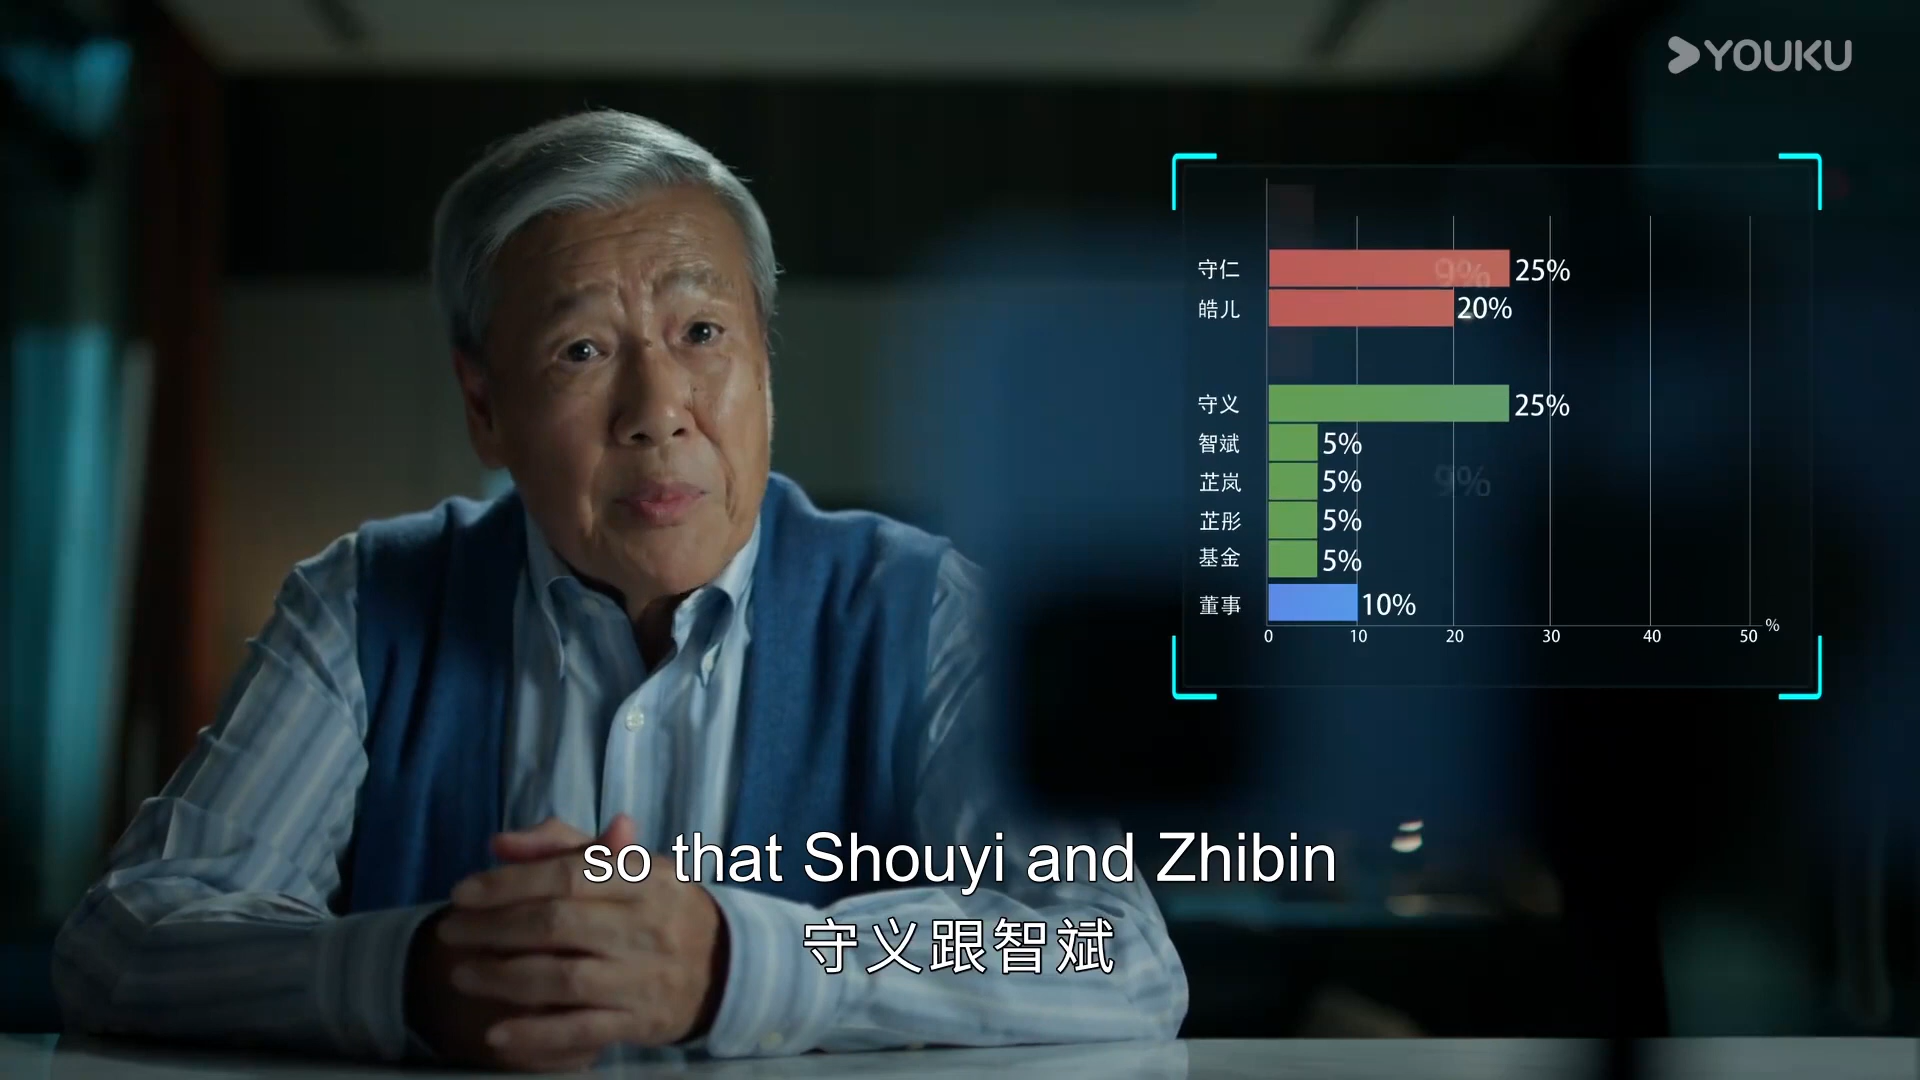 YOUKU
守仁 25%
皓儿 20%
守义 25%
智斌 5%
芷岚 5%
芷彤 5%
基金 5%
董事 10%
0 10 20 30 40 50 %
9%
9%
so that Shouyi and Zhibin
守义跟智斌